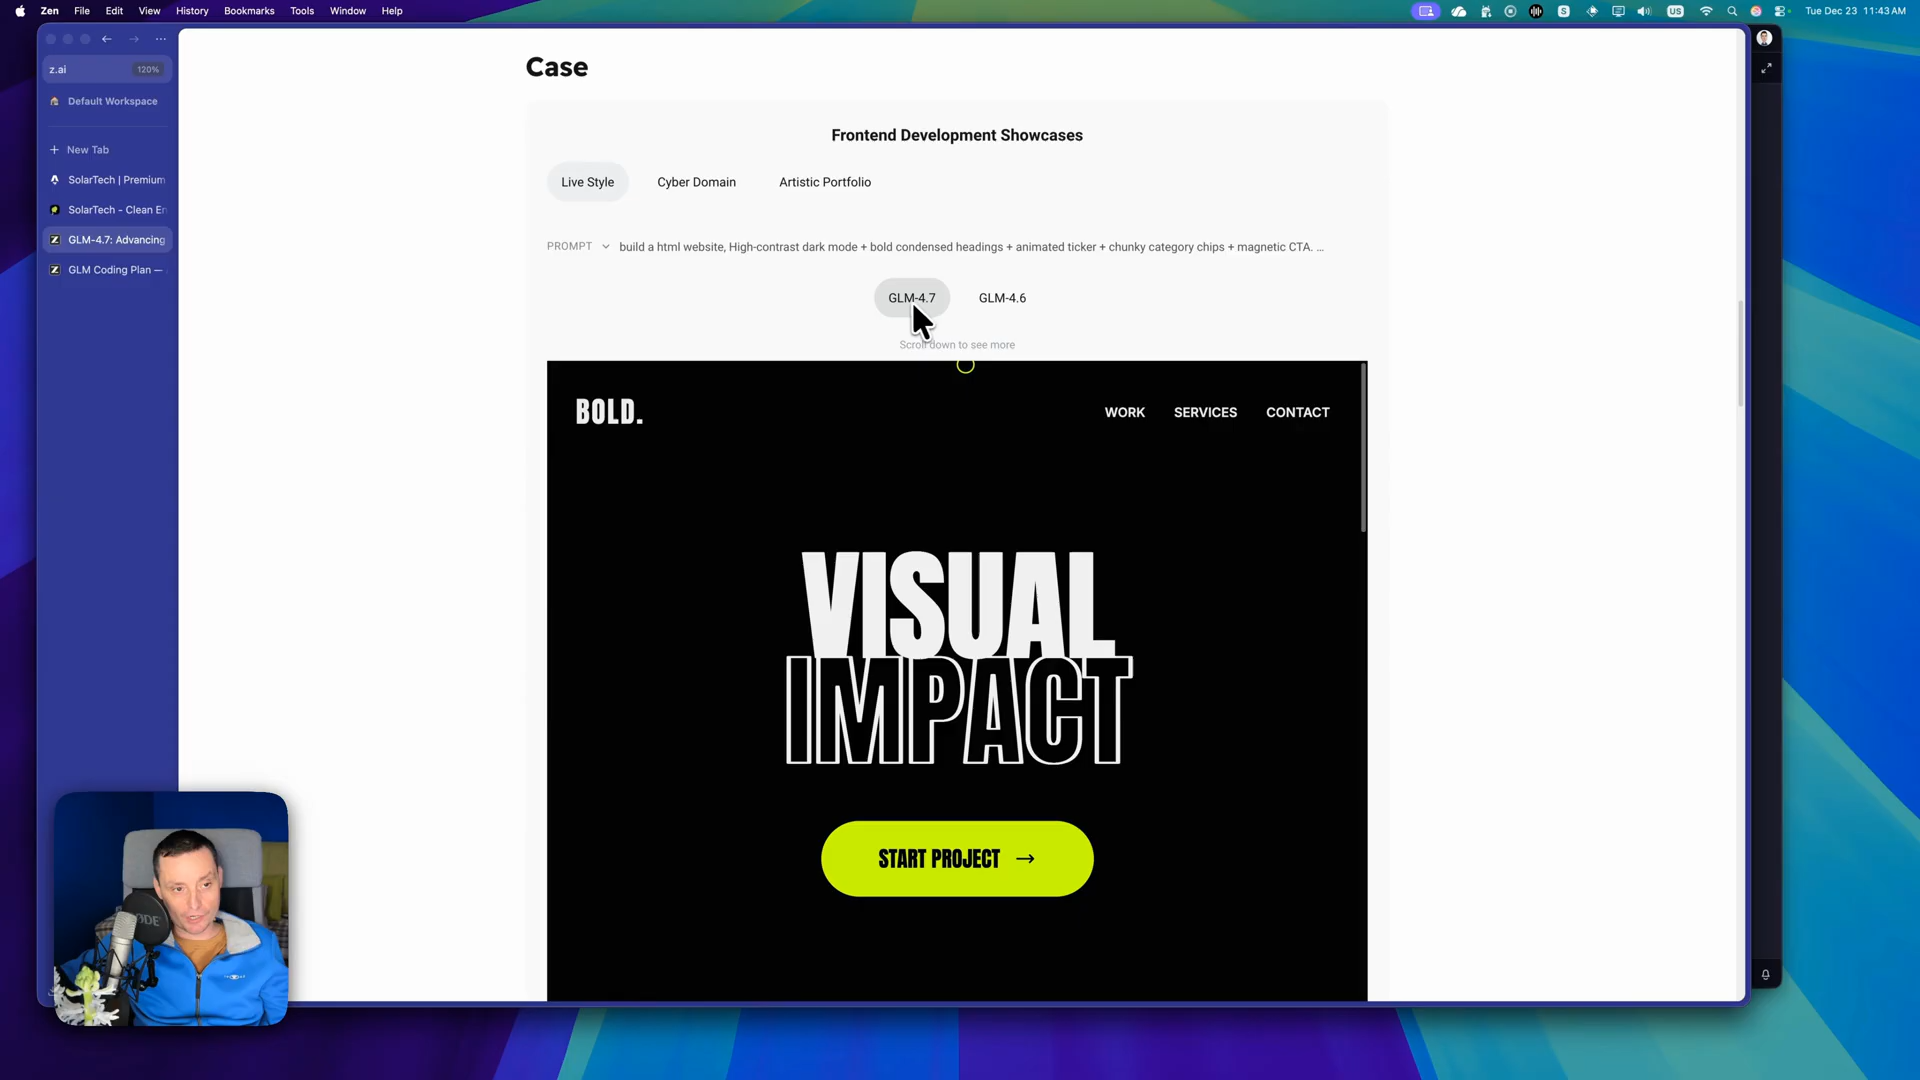 Zen File Edit View History Bookmarks Tools Window Help
S
US
Tue Dec 23 11:43 AM
z.ai 120%
Default Workspace
New Tab
SolarTech | Premium
SolarTech - Clean En
GLM-4.7: Advancing
GLM Coding Plan —
Case
Frontend Development Showcases
Live Style Cyber Domain Artistic Portfolio
PROMPT build a html website, High-contrast dark mode + bold condensed headings + animated ticker + chunky category chips + magnetic CTA. ...
GLM-4.7 GLM-4.6
Scroll down to see more
BOLD. WORK SERVICES CONTACT
VISUAL
IMPACT
START PROJECT →